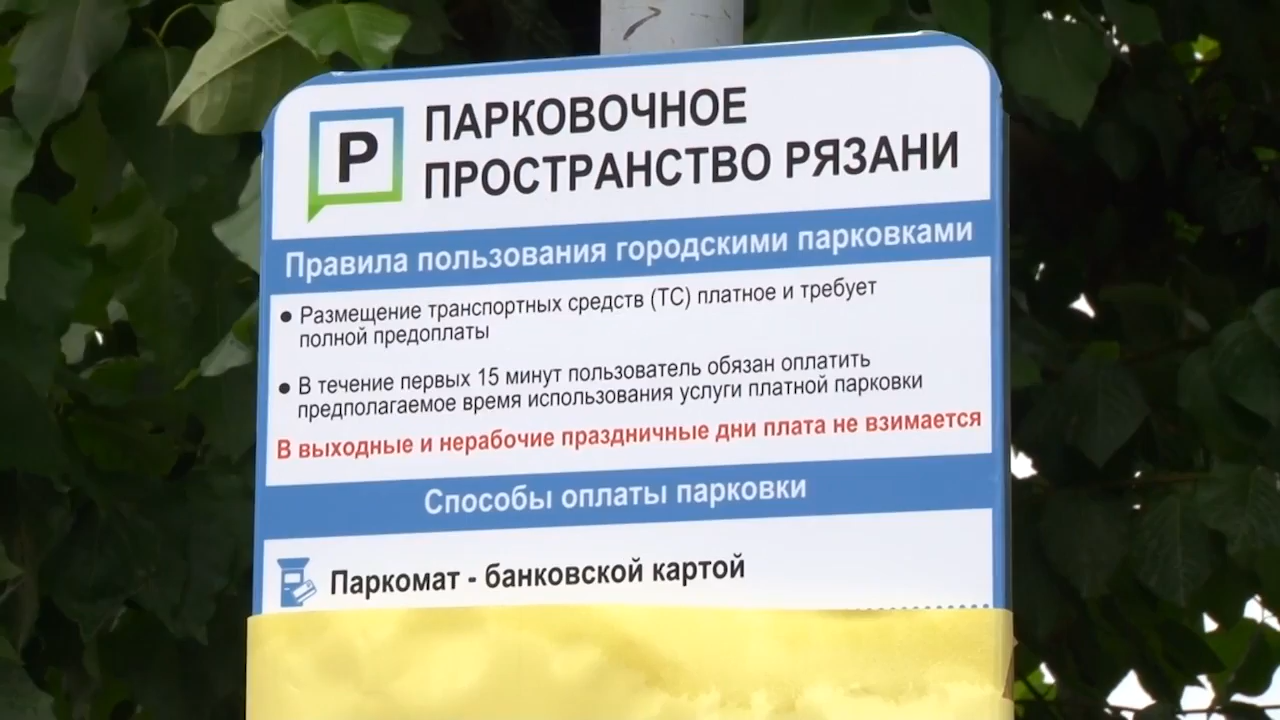 P
ПАРКОВОЧНОЕ
ПРОСТРАНСТВО РЯЗАНИ
Правила пользования городскими парковками
• Размещение транспортных средств (ТС) платное и требует
полной предоплаты
• В течение первых 15 минут пользователь обязан оплатить
предполагаемое время использования услуги платной парковки
В выходные и нерабочие праздничные дни плата не взимается
Способы оплаты парковки
Паркомат - банковской картой